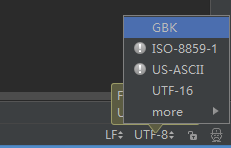 GBK
ISO-8859-1
US-ASCII
UTF-16
more
F
U
LF
UTF-8